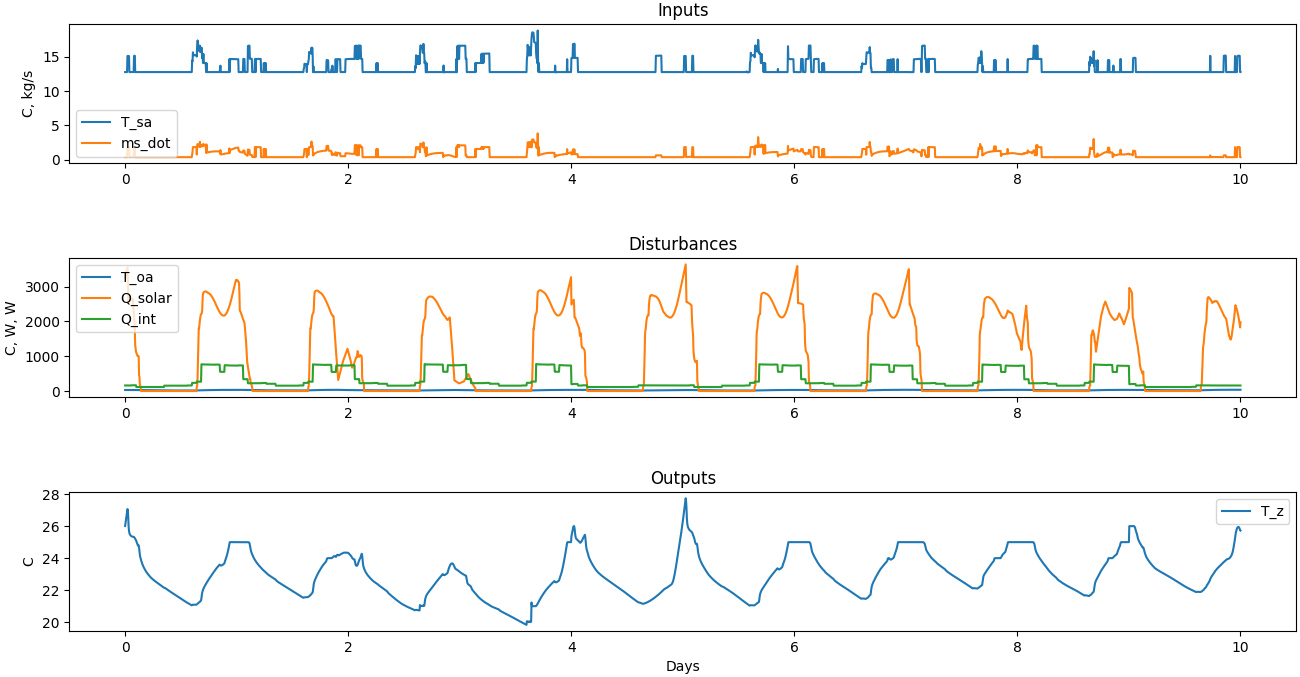 Inputs
C, kg/s
15
10
5
0
T_sa
ms_dot
0 2 4 6 8 10
Disturbances
C, W, W
3000
2000
1000
0
T_oa
Q_solar
Q_int
0 2 4 6 8 10
Outputs
C
28
26
24
22
20
T_z
0 2 4 6 8 10
Days